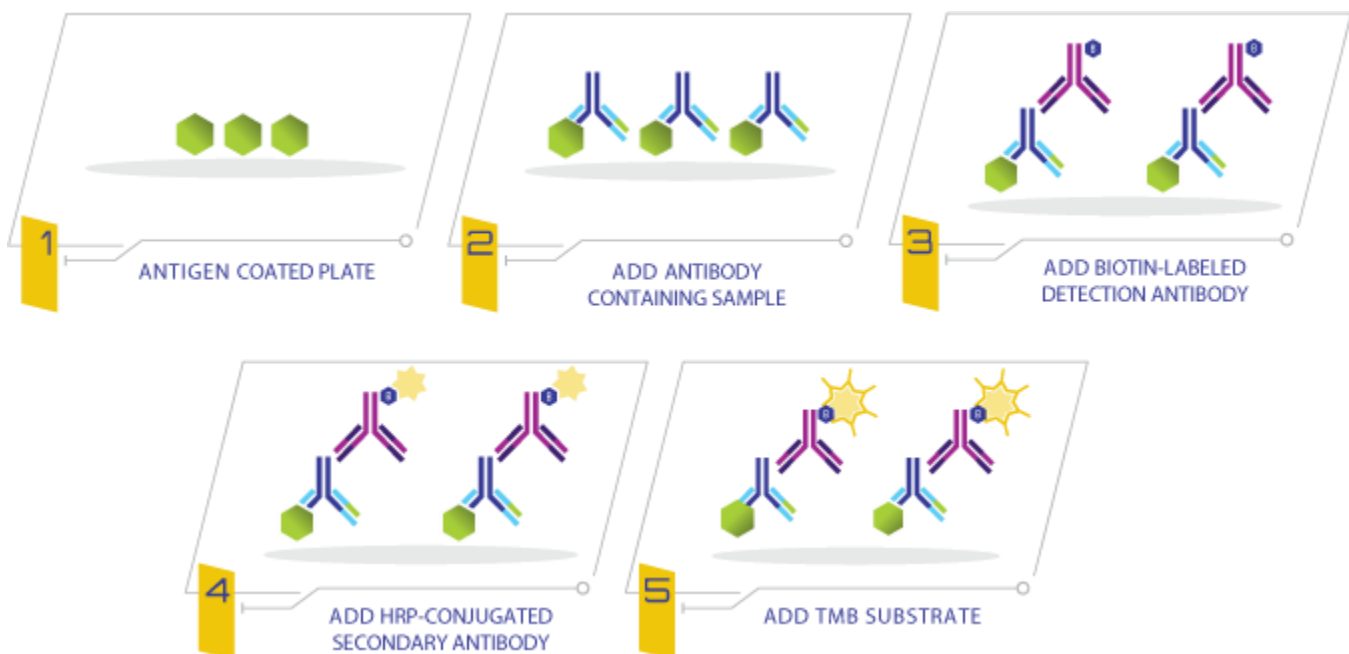 1
ANTIGEN COATED PLATE
2
ADD ANTIBODY
CONTAINING SAMPLE
B
B
3
ADD BIOTIN-LABELED
DETECTION ANTIBODY
B
B
4
ADD HRP-CONJUGATED
SECONDARY ANTIBODY
B
B
5
ADD TMB SUBSTRATE